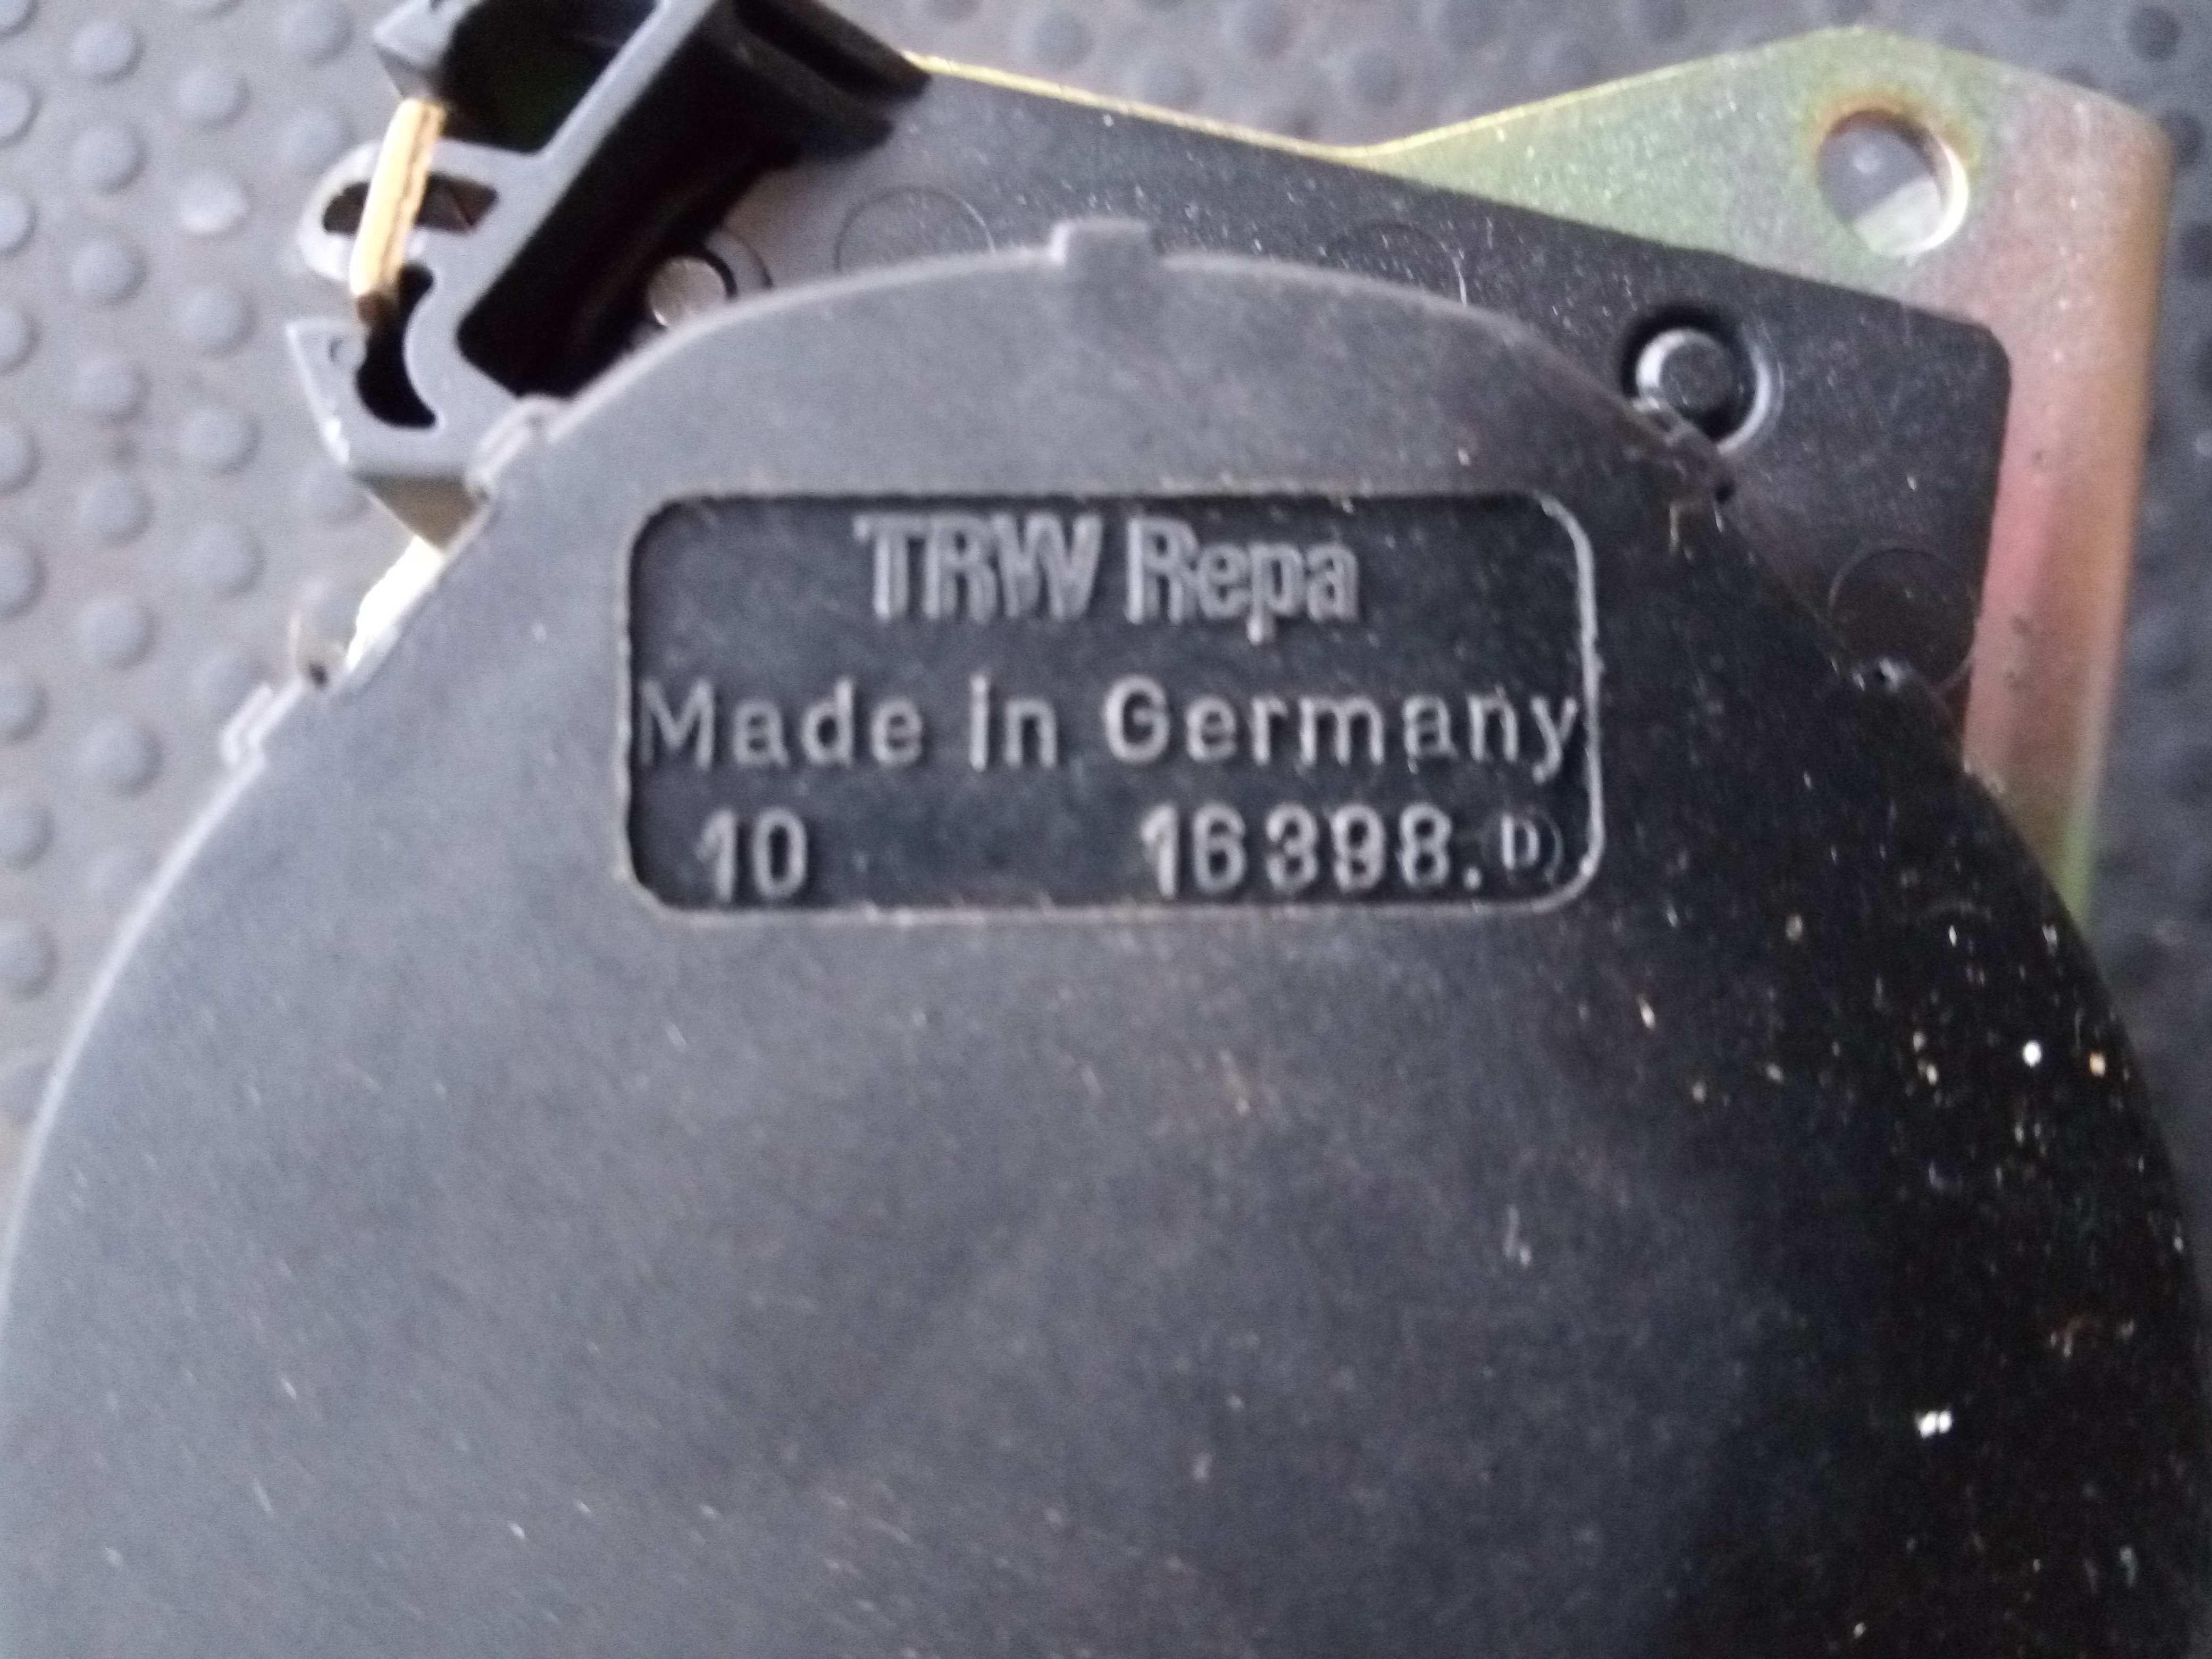 TRW Repa
Made in Germany
10 16398. D